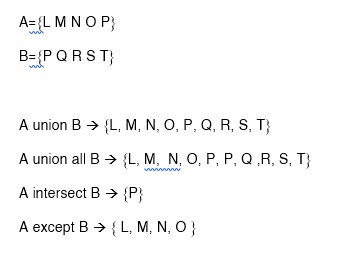 A={L M N O P}
B={P Q R S T}
A union B → {L, M, N, O, P, Q, R, S, T}
A union all B → {L, M, N, O, P, P, Q ,R, S, T}
A intersect B → {P}
A except B → { L, M, N, O }